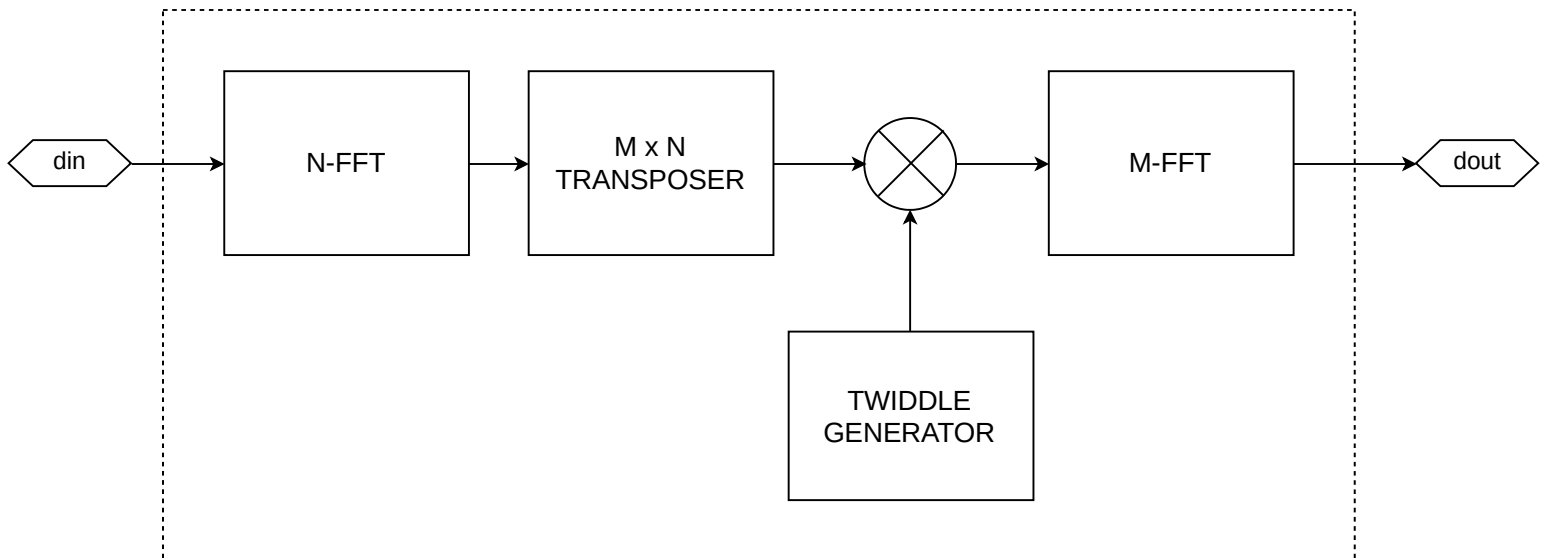 din
N-FFT
M x N
TRANSPOSER
M-FFT
dout
TWIDDLE
GENERATOR